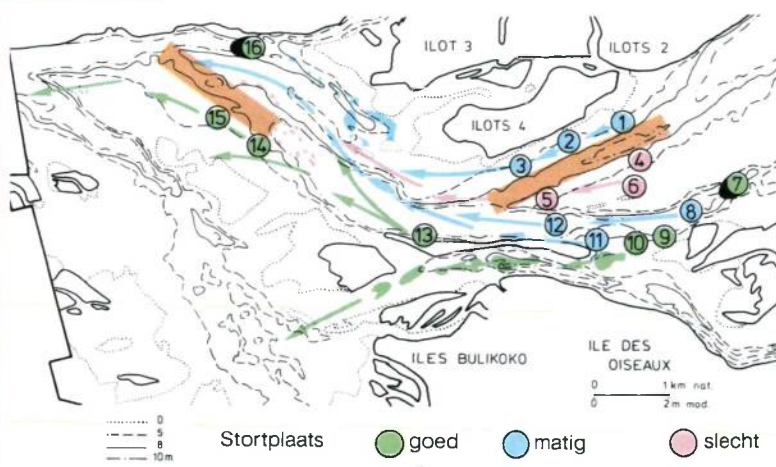 16
ILOT 3
ILOTS 2
15
14
ILOTS 4
1
2
3
4
5
6
7
8
12
11
10
9
13
ILES BULIKOKO
ILE DES
OISEAUX
0 1 km nat.
0 2 m mod.
0
5
8
10 m
Stortplaats goed matig slecht